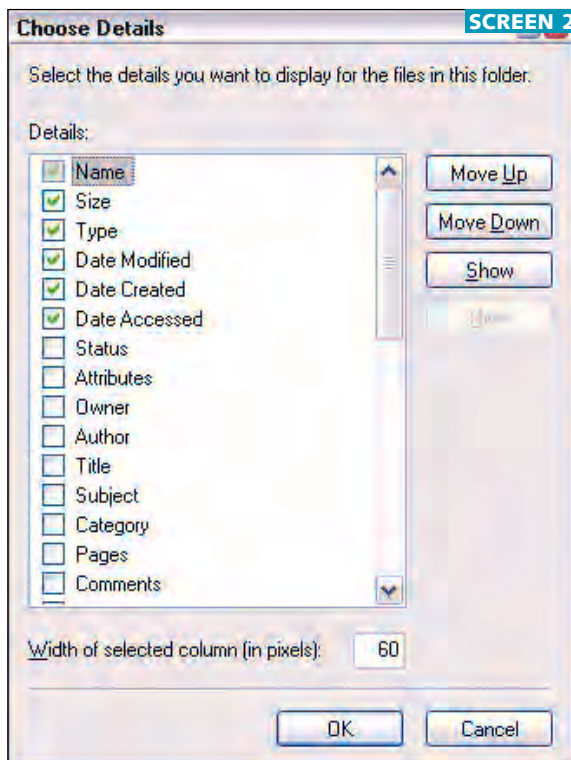 Choose Details
SCREEN 2
Select the details you want to display for the files in this folder.
Details:
Name
Size
Type
Date Modified
Date Created
Date Accessed
Status
Attributes
Owner
Author
Title
Subject
Category
Pages
Comments
Move Up
Move Down
Show
Width of selected column (in pixels): 60
OK
Cancel